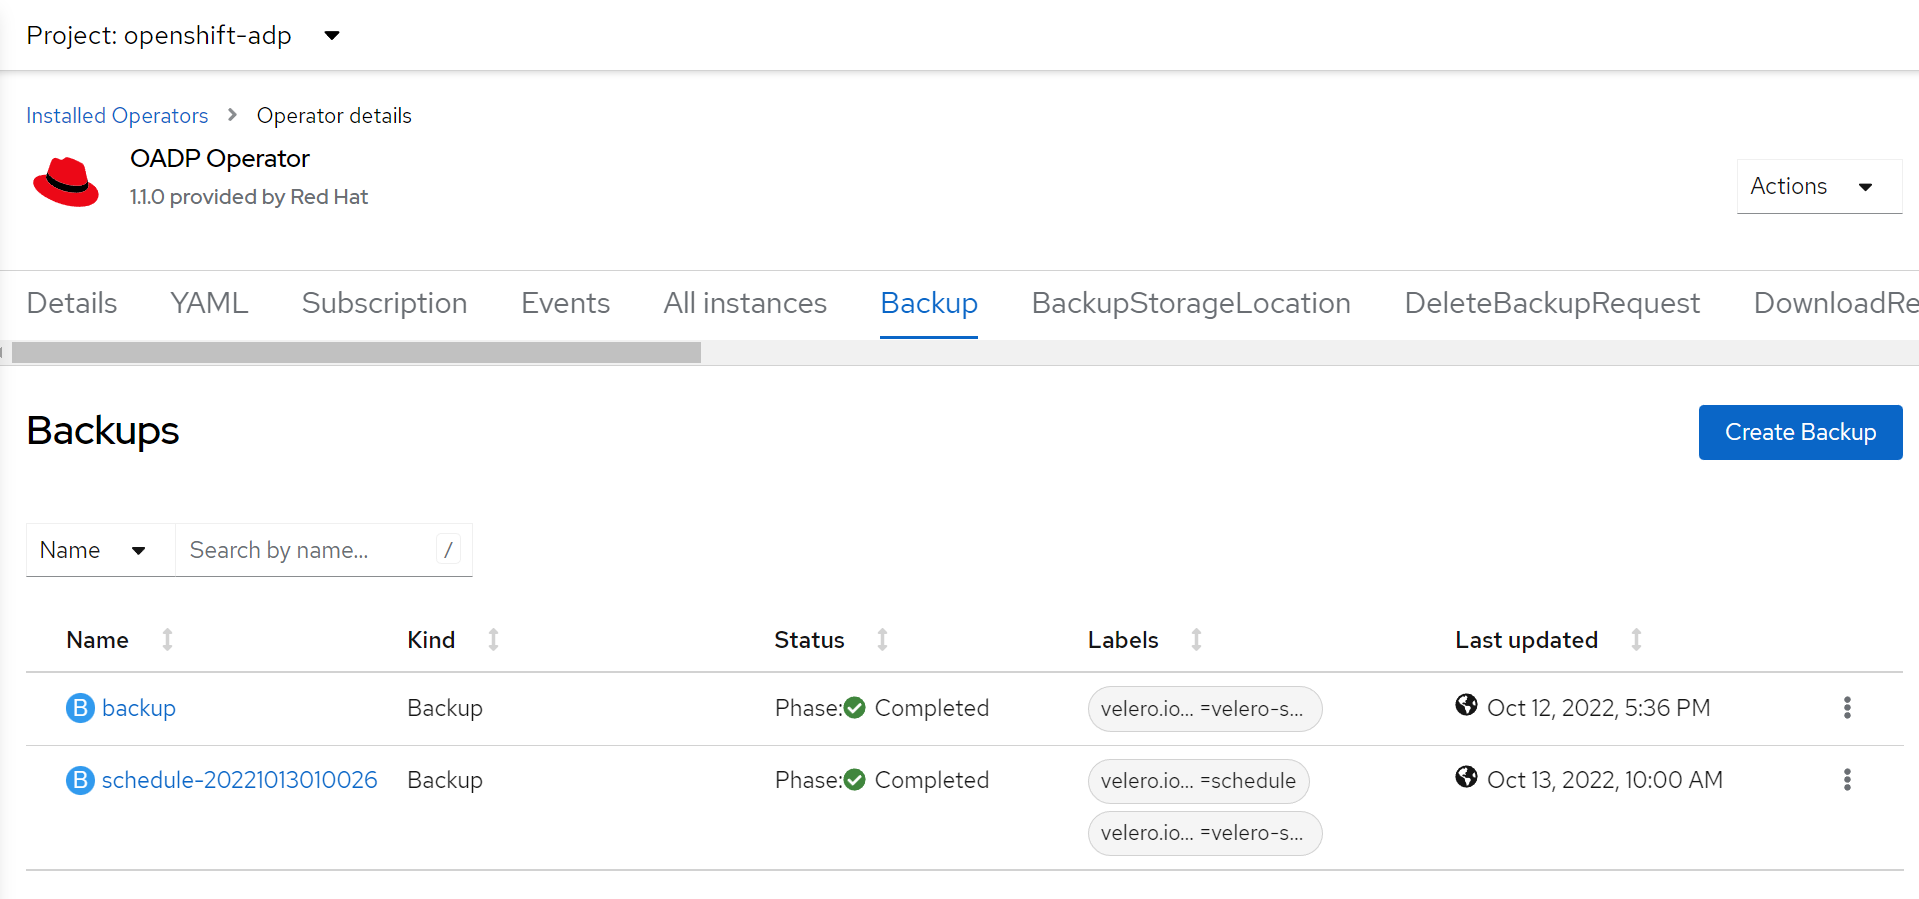 Project: openshift-adp
Installed Operators > Operator details
OADP Operator
1.1.0 provided by Red Hat
Actions
Details YAML Subscription Events All instances Backup BackupStorageLocation DeleteBackupRequest DownloadRe
Backups
Create Backup
Name Search by name... /
Name Kind Status Labels Last updated
B backup Backup Phase: Completed velero.io... =velero-s... Oct 12, 2022, 5:36 PM
B schedule-20221013010026 Backup Phase: Completed velero.io... =schedule Oct 13, 2022, 10:00 AM
velero.io... =velero-s...